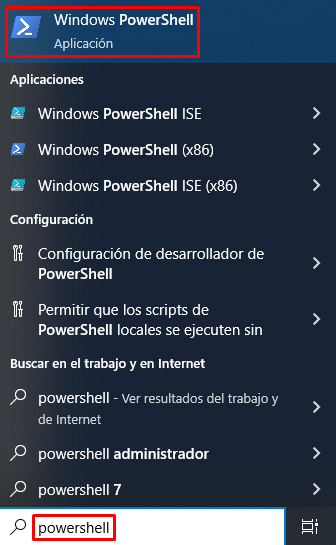 Windows PowerShell
Aplicación
Aplicaciones
Windows PowerShell ISE
Windows PowerShell (x86)
Windows PowerShell ISE (x86)
Configuración
Configuración de desarrollador de
PowerShell
Permitir que los scripts de
PowerShell locales se ejecuten sin
Buscar en el trabajo y en Internet
powershell - Ver resultados del trabajo y
de Internet
powershell administrador
powershell 7
powershell